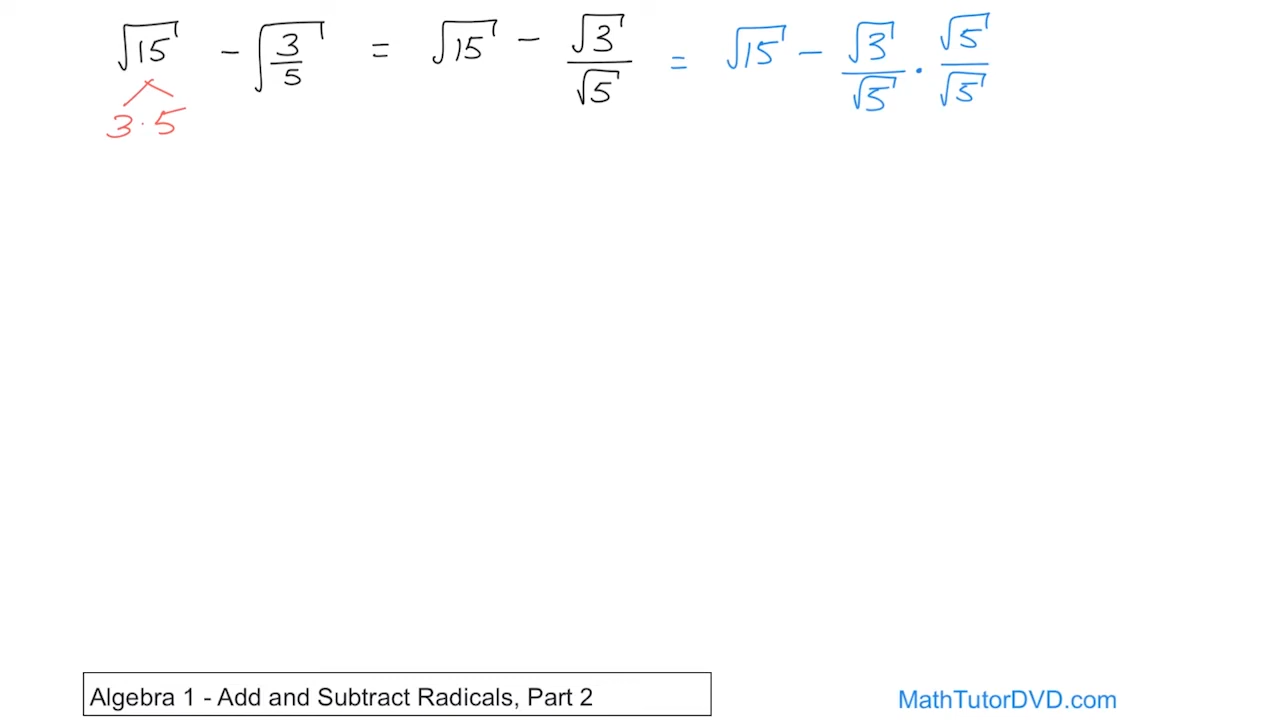 √15 - √(3/5) = √15 - √3/√5 = √15 - √3/√5 · √5/√5
3 · 5
Algebra 1 - Add and Subtract Radicals, Part 2
MathTutorDVD.com